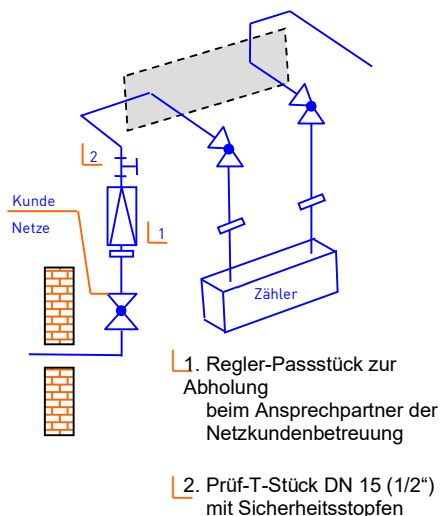 2
Kunde
Netze
1
Zähler
1. Regler-Passstück zur
Abholung
beim Ansprechpartner der
Netzkundenbetreuung
2. Prüf-T-Stück DN 15 (1/2“)
mit Sicherheitsstopfen